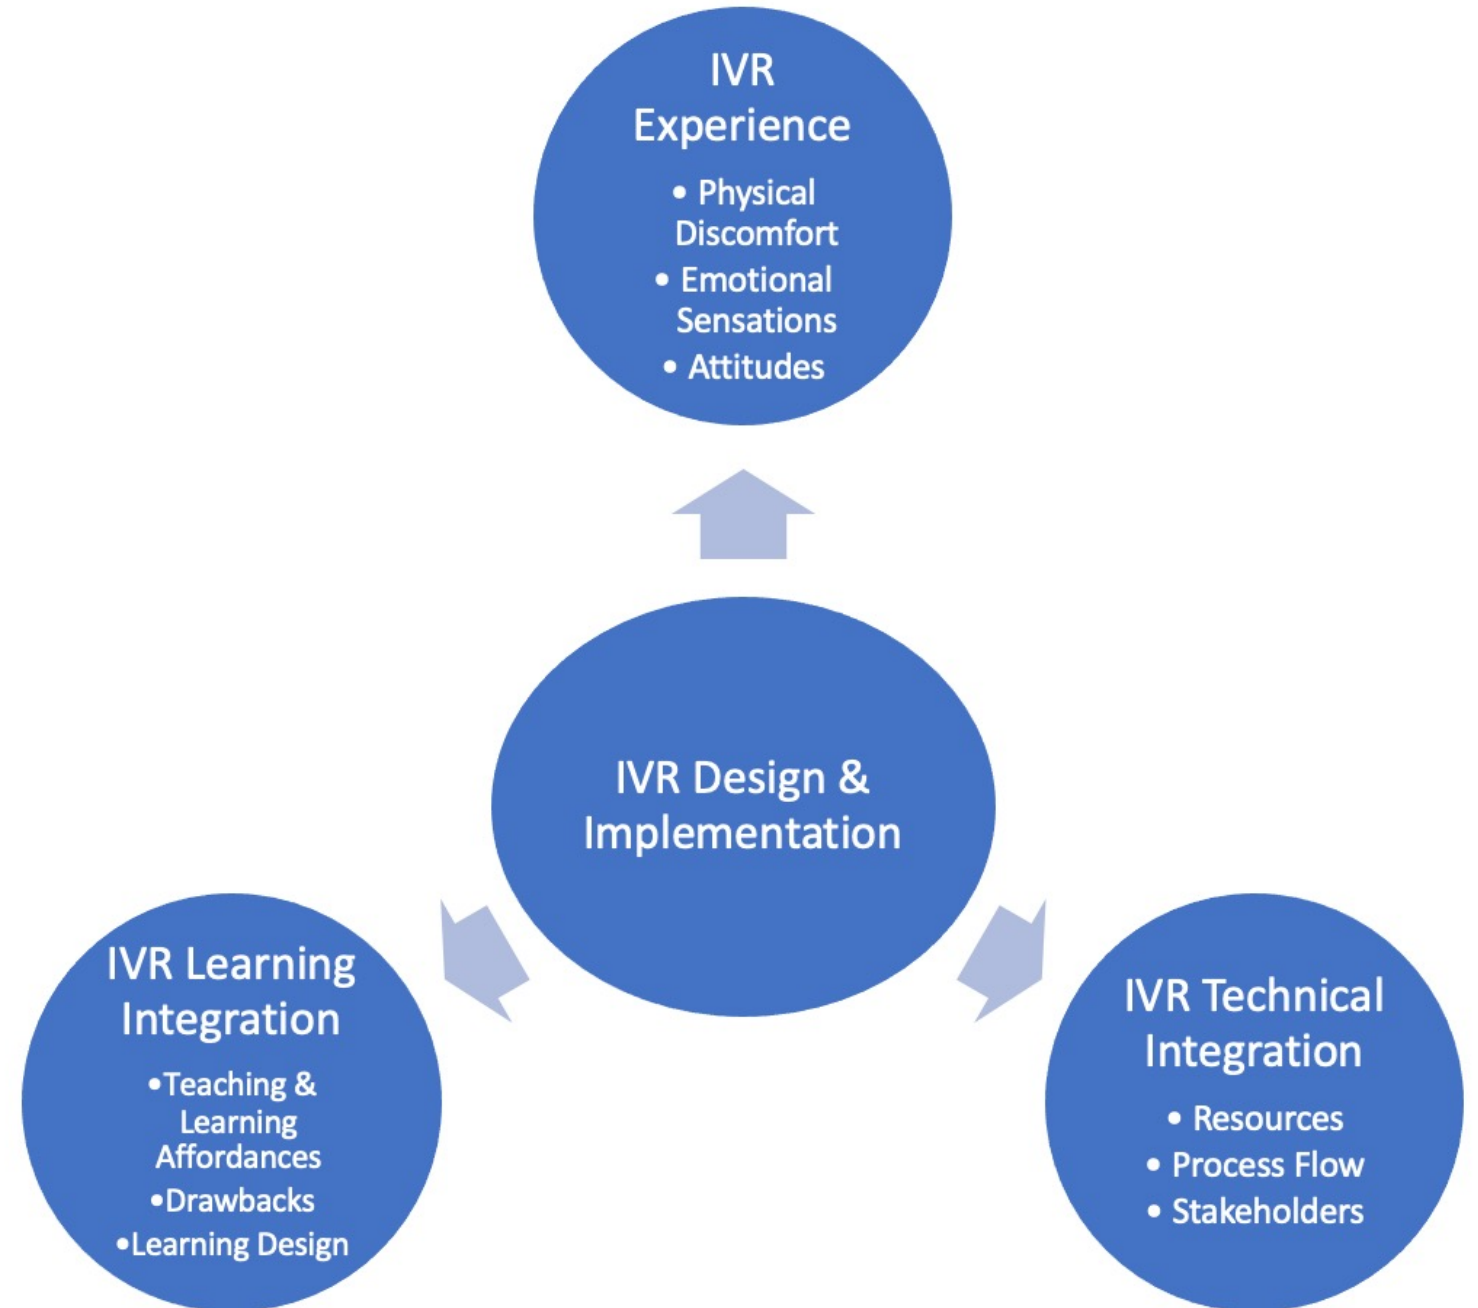 IVR
Experience
• Physical
Discomfort
• Emotional
Sensations
• Attitudes
IVR Design &
Implementation
IVR Learning
Integration
•Teaching &
Learning
Affordances
•Drawbacks
•Learning Design
IVR Technical
Integration
• Resources
• Process Flow
• Stakeholders